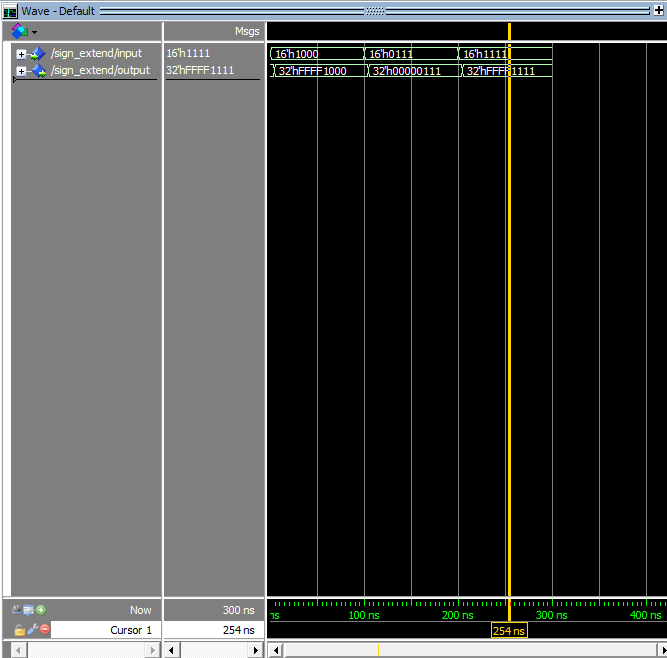 Wave - Default
Msgs
/sign_extend/input 16'h1111 16'h1000 16'h0111 16'h1111
/sign_extend/output 32'hFFFF1111 32'hFFFF1000 32'h00000111 32'hFFFF1111
Now 300 ns ns 100 ns 200 ns 300 ns 400 ns
Cursor 1 254 ns 254 ns